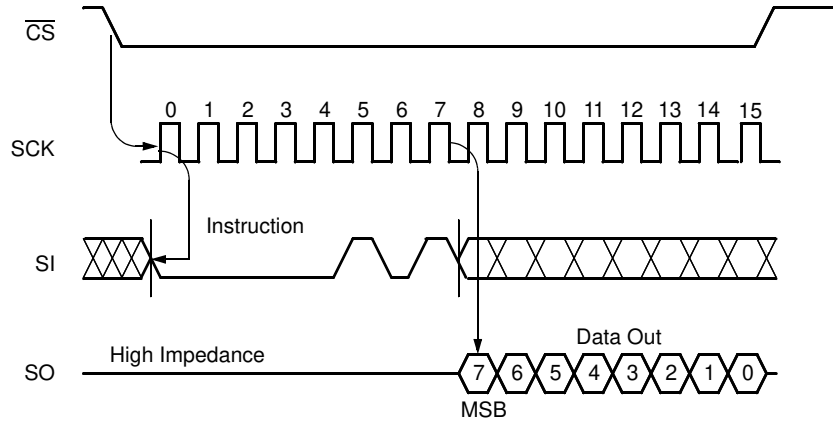 CS
0 1 2 3 4 5 6 7 8 9 10 11 12 13 14 15
SCK
Instruction
SI
High Impedance
Data Out
SO
7 6 5 4 3 2 1 0
MSB